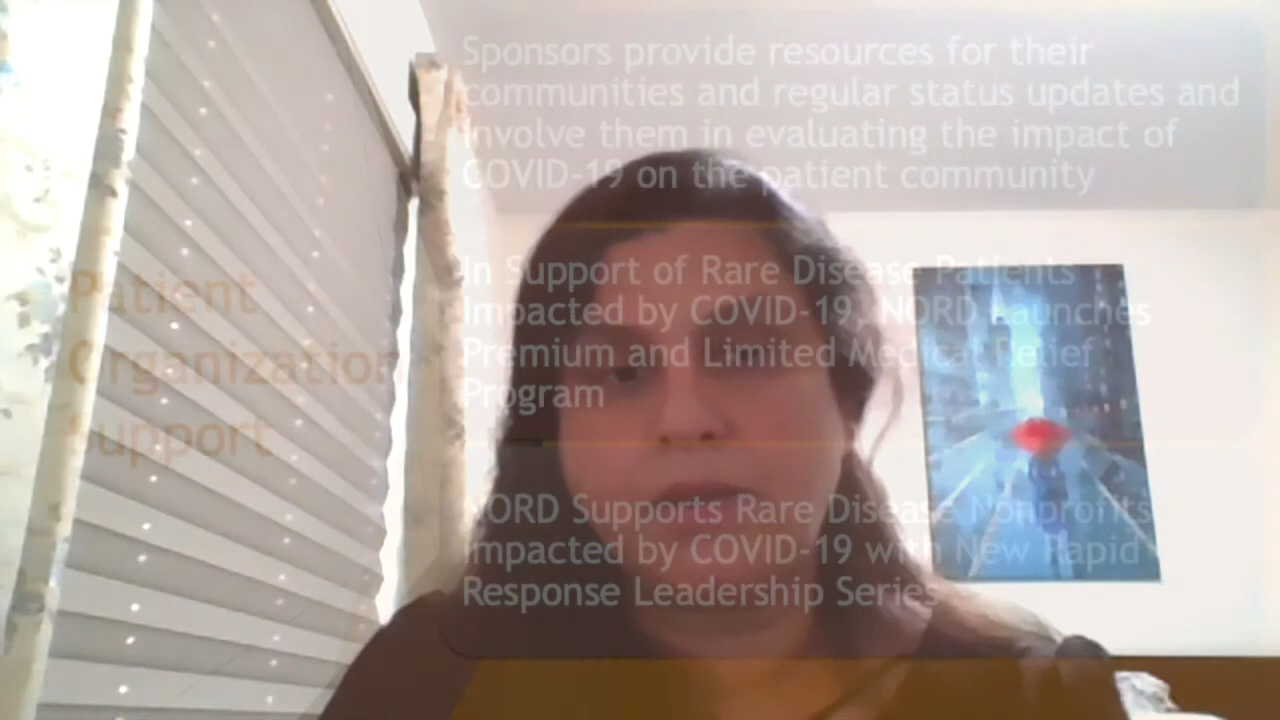 Patient
Organization
Support
Sponsors provide resources for their
communities and regular status updates and
involve them in evaluating the impact of
COVID-19 on the patient community
In Support of Rare Disease Patients
Impacted by COVID-19, NORD Launches
Premium and Limited Medical Relief
Program
NORD Supports Rare Disease Nonprofits
Impacted by COVID-19 with New Rapid
Response Leadership Series